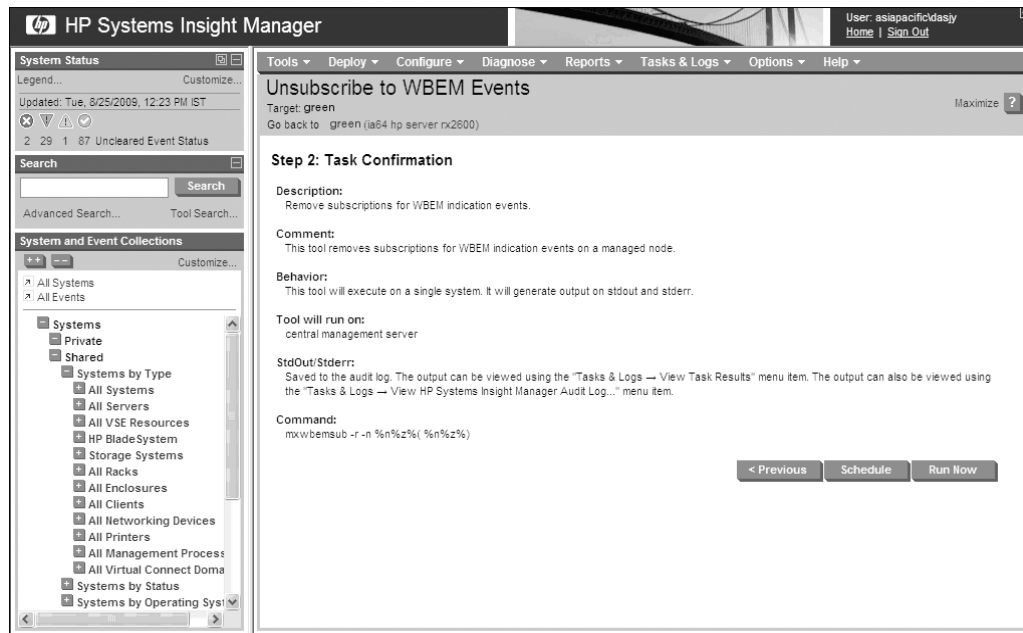 hp HP Systems Insight Manager
User: asiapacific\dasjy
Home | Sign Out
System Status
Legend... Customize...
Updated: Tue, 8/25/2009, 12:23 PM IST
2 29 1 87 Uncleared Event Status
Search
Search
Advanced Search... Tool Search...
System and Event Collections
Customize...
All Systems
All Events
Systems
Private
Shared
Systems by Type
All Systems
All Servers
All VSE Resources
HP BladeSystem
Storage Systems
All Racks
All Enclosures
All Clients
All Networking Devices
All Printers
All Management Process
All Virtual Connect Doma
Systems by Status
Systems by Operating Syst
Tools Deploy Configure Diagnose Reports Tasks & Logs Options Help
Unsubscribe to WBEM Events
Target: green
Go back to green (ia64 hp server rx2600)
Maximize ?
Step 2: Task Confirmation
Description:
Remove subscriptions for WBEM indication events.
Comment:
This tool removes subscriptions for WBEM indication events on a managed node.
Behavior:
This tool will execute on a single system. It will generate output on stdout and stderr.
Tool will run on:
central management server
StdOut/Stderr:
Saved to the audit log. The output can be viewed using the "Tasks & Logs → View Task Results" menu item. The output can also be viewed using
the "Tasks & Logs → View HP Systems Insight Manager Audit Log..." menu item.
Command:
mxwbemsub -r -n %n%z%( %n%z%)
< Previous Schedule Run Now